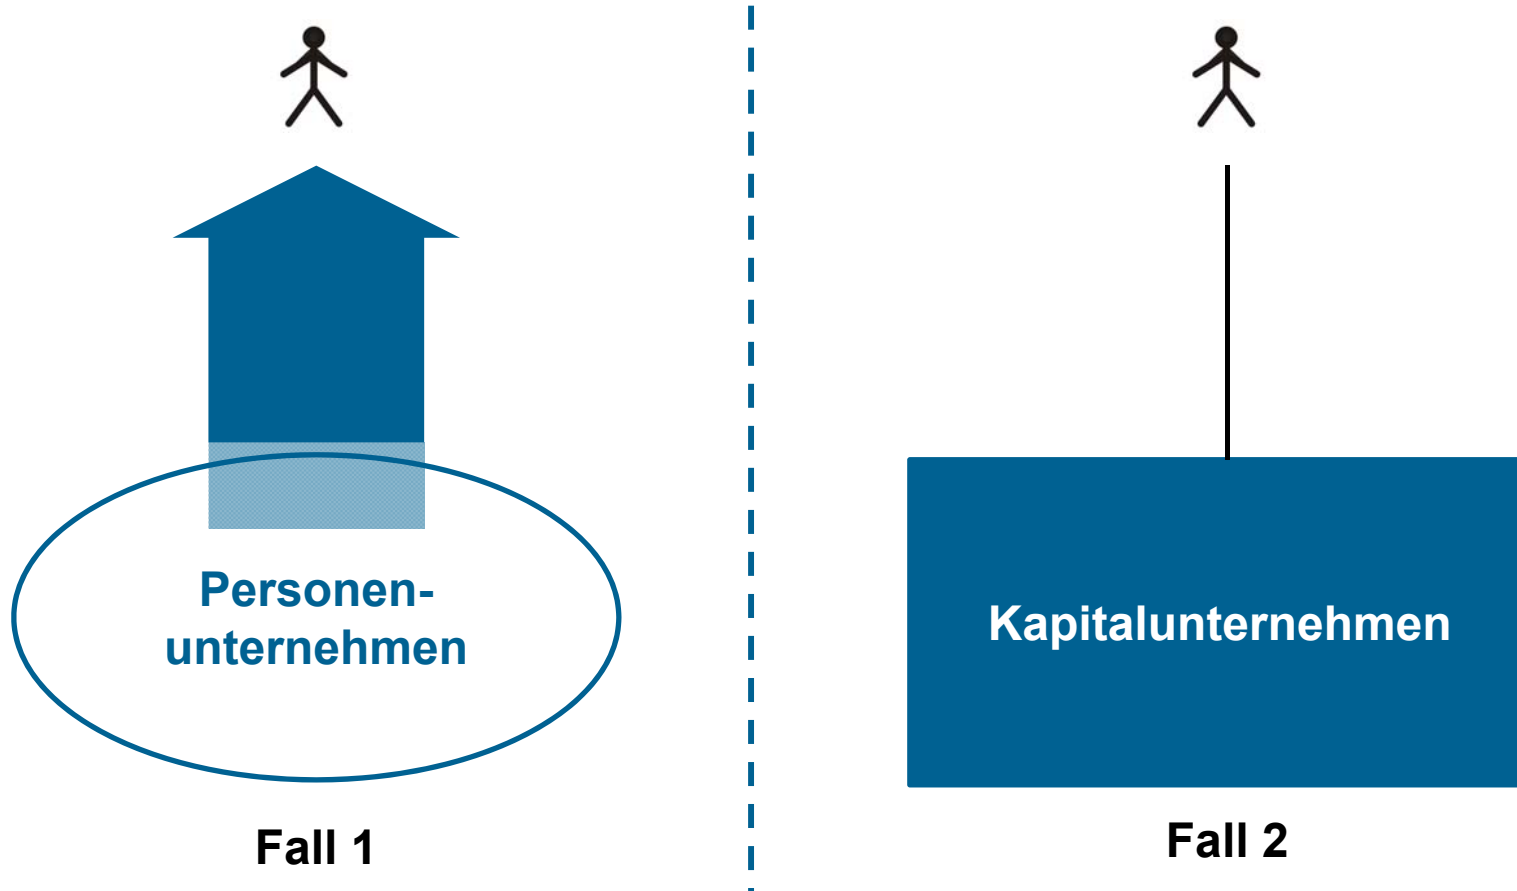 Personen-
unternehmen
Fall 1
Kapitalunternehmen
Fall 2